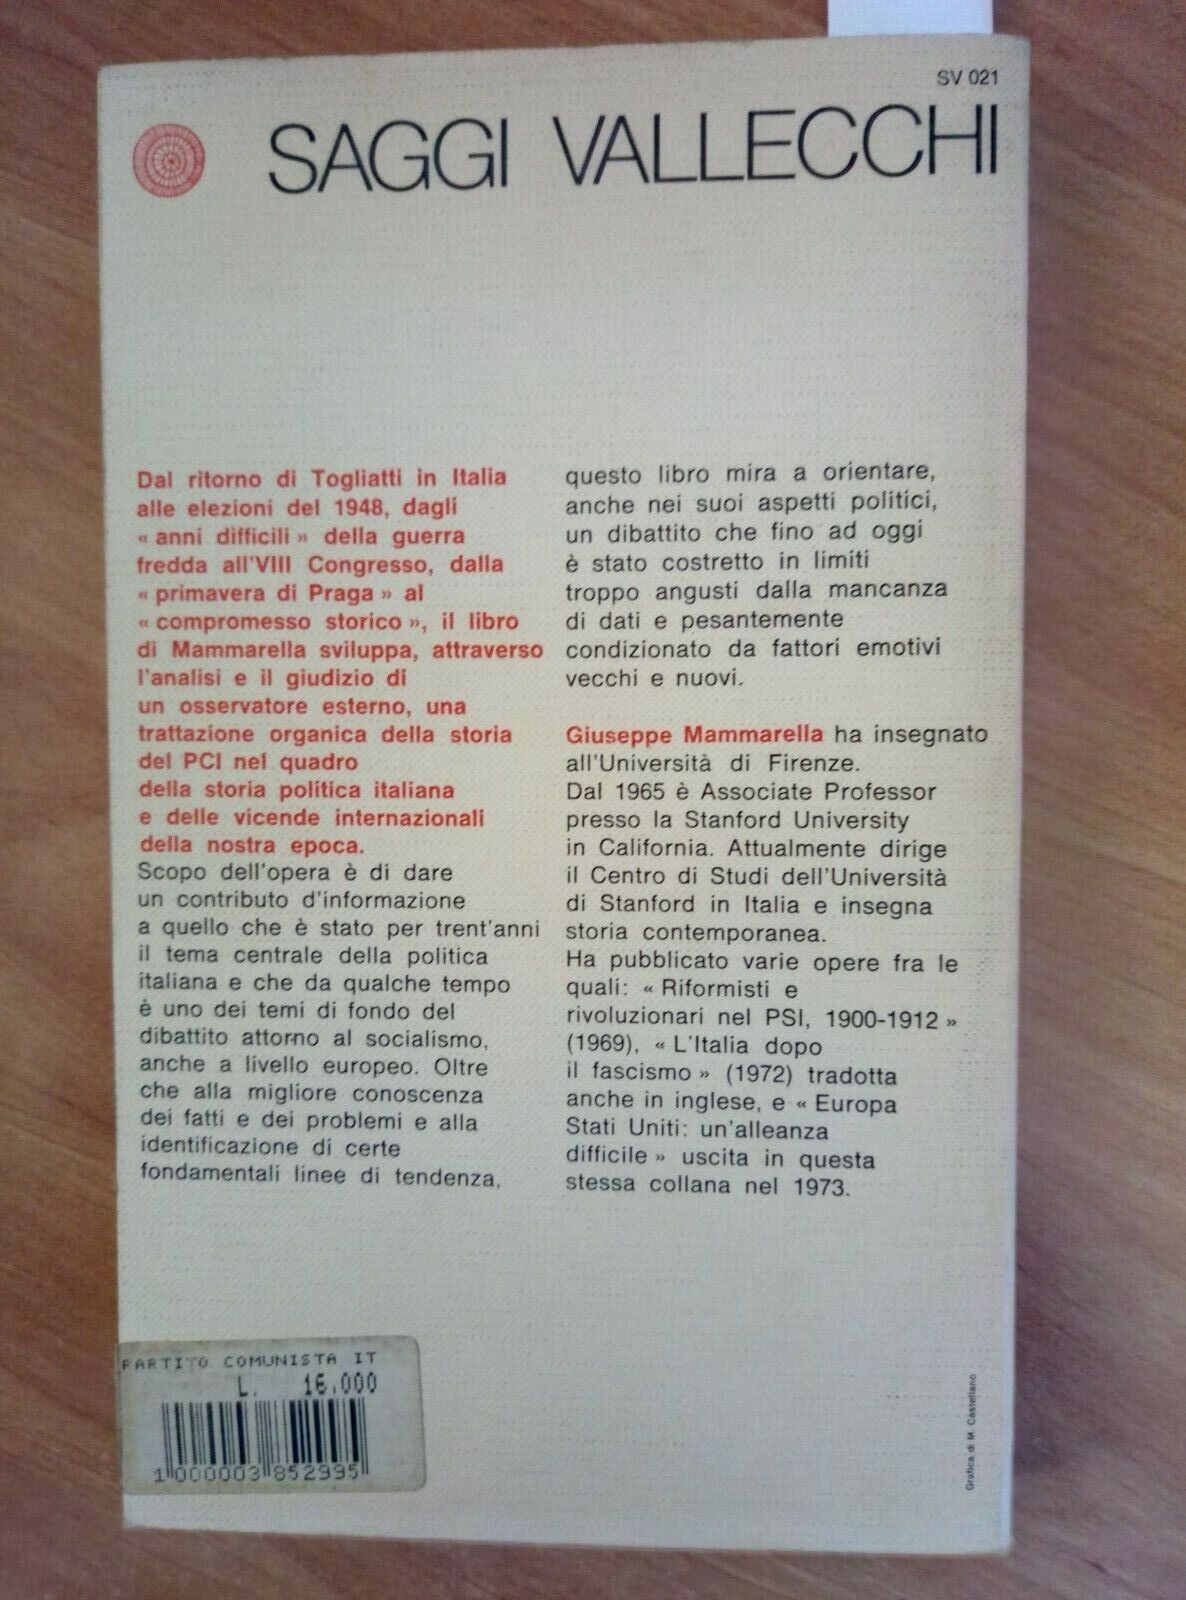 SV 021
SAGGI VALLECCHI
Dal ritorno di Togliatti in Italia
alle elezioni del 1948, dagli
« anni difficili » della guerra
fredda all'VIII Congresso, dalla
« primavera di Praga » al
« compromesso storico », il libro
di Mammarella sviluppa, attraverso
l'analisi e il giudizio di
un osservatore esterno, una
trattazione organica della storia
del PCI nel quadro
della storia politica italiana
e delle vicende internazionali
della nostra epoca.
Scopo dell'opera è di dare
un contributo d'informazione
a quello che è stato per trent'anni
il tema centrale della politica
italiana e che da qualche tempo
è uno dei temi di fondo del
dibattito attorno al socialismo,
anche a livello europeo. Oltre
che alla migliore conoscenza
dei fatti e dei problemi e alla
identificazione di certe
fondamentali linee di tendenza,
questo libro mira a orientare,
anche nei suoi aspetti politici,
un dibattito che fino ad oggi
è stato costretto in limiti
troppo angusti dalla mancanza
di dati e pesantemente
condizionato da fattori emotivi
vecchi e nuovi.
Giuseppe Mammarella ha insegnato
all'Università di Firenze.
Dal 1965 è Associate Professor
presso la Stanford University
in California. Attualmente dirige
il Centro di Studi dell'Università
di Stanford in Italia e insegna
storia contemporanea.
Ha pubblicato varie opere fra le
quali: « Riformisti e
rivoluzionari nel PSI, 1900-1912 »
(1969), « L'Italia dopo
il fascismo » (1972) tradotta
anche in inglese, e « Europa
Stati Uniti: un'alleanza
difficile » uscita in questa
stessa collana nel 1973.
PARTITO COMUNISTA IT
L. 16.000
1 000003 852995
Grafica di M. Castellano